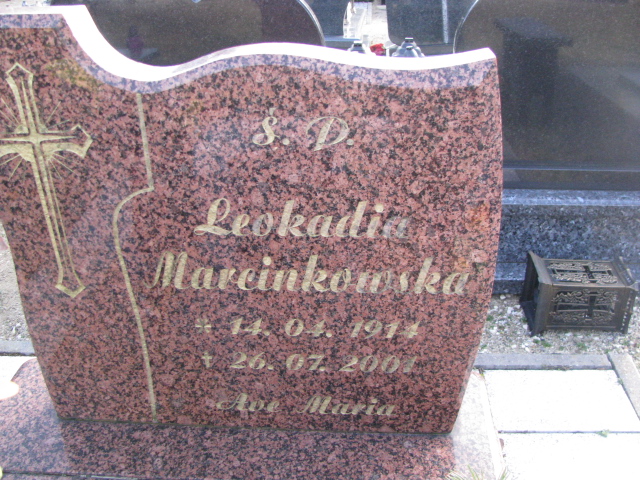 Ś. P.
Leokadia
Marcinkowska
* 14. 04. 1914
✝ 26. 07. 2001
Ave Maria